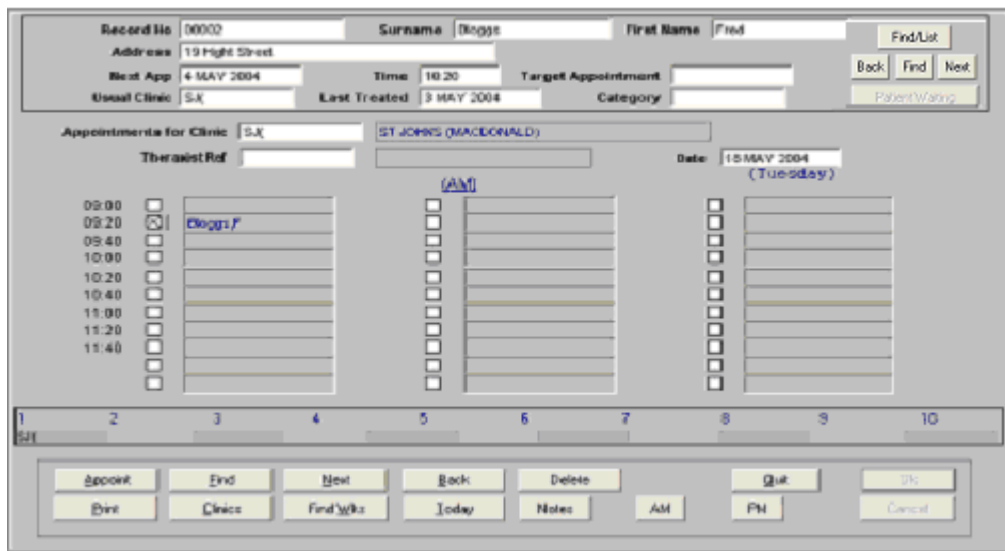 Record No 00002 Surname Bloggs First Name Fred
Find/List
Address 19 Hight Street
Back Find Next
Next App 4 MAY 2004 Time 10:20 Target Appointment
Usual Clinic SJ( Last Treated 3 MAY 2004 Category
Patient Waiting
Appointments for Clinic SJ( ST JOHNS (MACDONALD)
Therapist Ref Date 18 MAY 2004
(Tuesday)
(AM)
09:00
09:20 Bloggs F
09:40
10:00
10:20
10:40
11:00
11:20
11:40
1 2 3 4 5 6 7 8 9 10
SJ(
Appoint Find Next Back Delete Quit Ok
Print Clinics Find Wks Today Notes AM PM Cancel